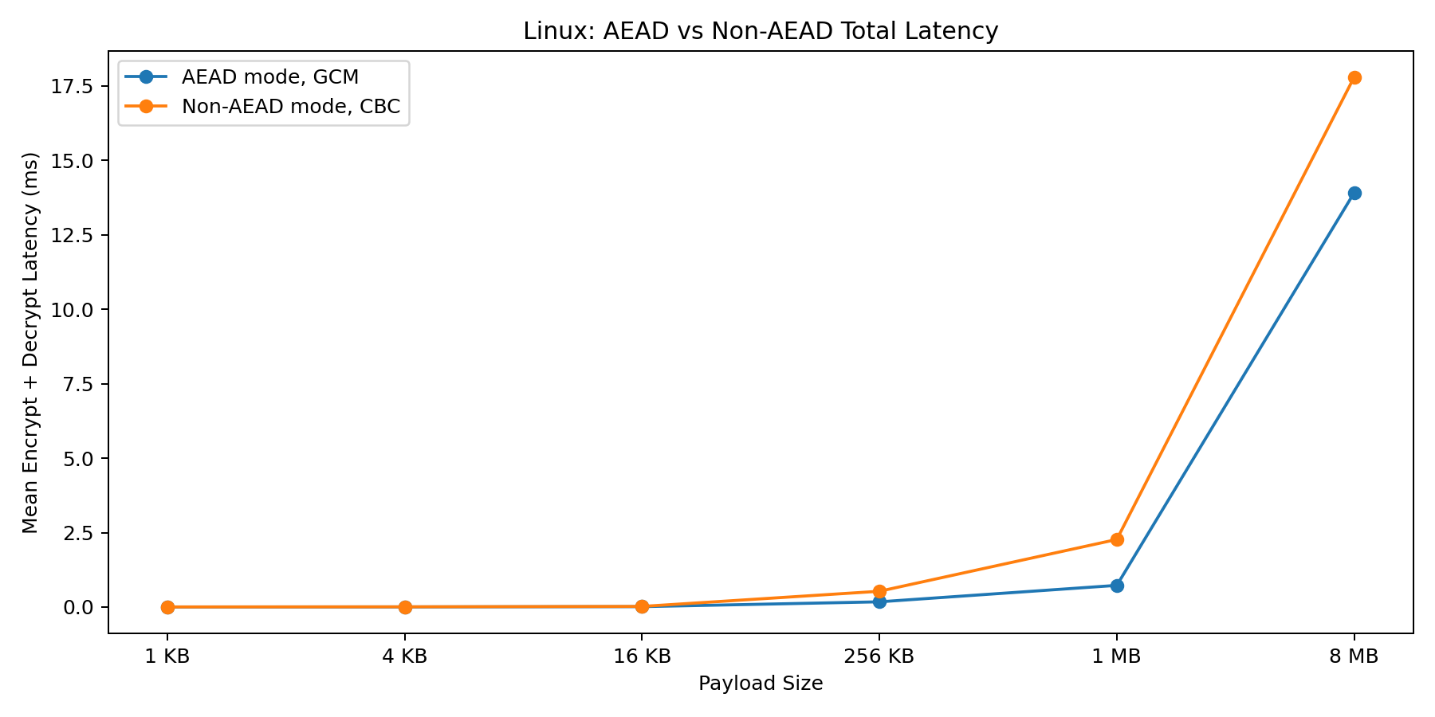 Linux: AEAD vs Non-AEAD Total Latency
AEAD mode, GCM
Non-AEAD mode, CBC
Mean Encrypt + Decrypt Latency (ms)
17.5
15.0
12.5
10.0
7.5
5.0
2.5
0.0
1 KB 4 KB 16 KB 256 KB 1 MB 8 MB
Payload Size